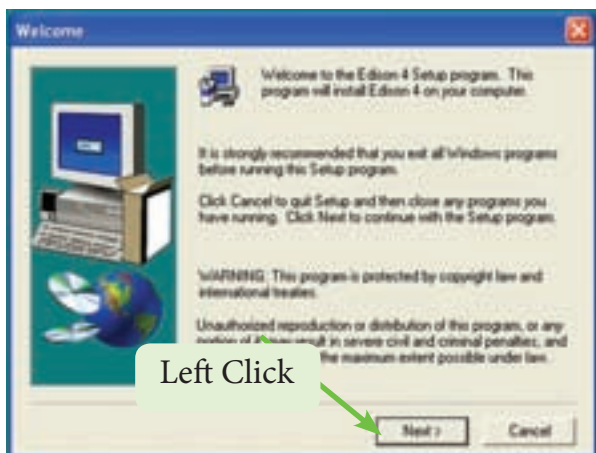 Welcome
Welcome to the Edison 4 Setup program. This
program will install Edison 4 on your computer.
It is strongly recommended that you exit all Windows programs
before running this Setup program.
Click Cancel to quit Setup and then close any programs you
have running. Click Next to continue with the Setup program.
WARNING: This program is protected by copyright law and
international treaties.
Unauthorized reproduction or distribution of this program, or any
portion of it, may result in severe civil and criminal penalties, and
the maximum extent possible under law.
Left Click
Next >
Cancel